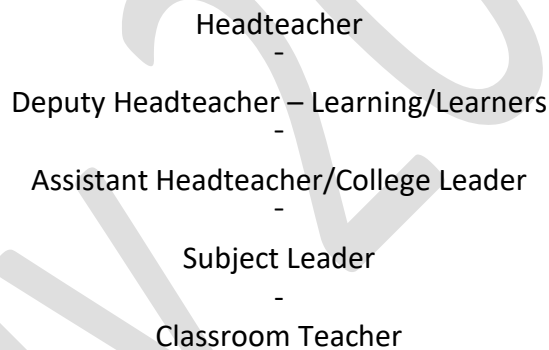 Headteacher
-
Deputy Headteacher – Learning/Learners
-
Assistant Headteacher/College Leader
-
Subject Leader
-
Classroom Teacher